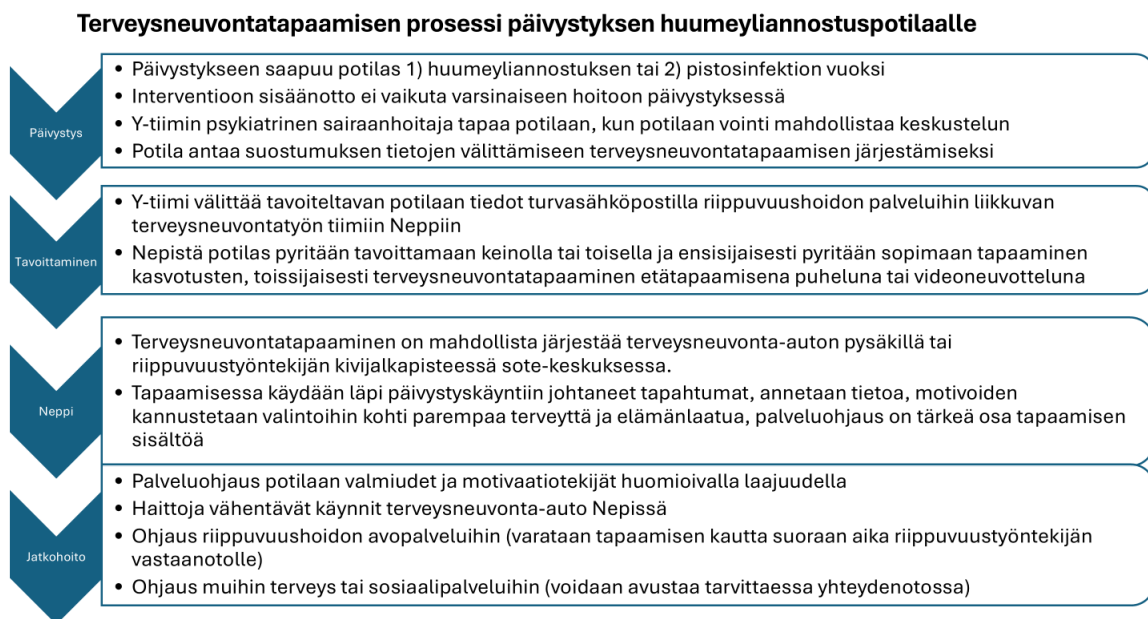 Terveysneuvontatapaamisen prosessi päivystyksen huumeyliannostuspotilaalle
Päivystys
• Päivystykseen saapuu potilas 1) huumeyliannostuksen tai 2) pistosinfektion vuoksi
• Interventioon sisäänotto ei vaikuta varsinaiseen hoitoon päivystyksessä
• Y-tiimin psykiatrinen sairaanhoitaja tapaa potilaan, kun potilaan vointi mahdollistaa keskustelun
• Potila antaa suostumuksen tietojen välittämiseen terveysneuvontatapaamisen järjestämiseksi
Tavoittaminen
• Y-tiimi välittää tavoiteltavan potilaan tiedot turvasähköpostilla riippuvuushoidon palveluihin liikkuvan
terveysneuvontatyön tiimiin Neppiin
• Nepistä potilas pyritään tavoittamaan keinolla tai toisella ja ensisijaisesti pyritään sopimaan tapaaminen
kasvotusten, toissijaisesti terveysneuvontatapaaminen etätapaamisena puheluna tai videoneuvotteluna
Neppi
• Terveysneuvontatapaaminen on mahdollista järjestää terveysneuvonta-auton pysäkillä tai
riippuvuustyöntekijän kivijalkapisteessä sote-keskuksessa.
• Tapaamisessa käydään läpi päivystyskäyntiin johtaneet tapahtumat, annetaan tietoa, motivoiden
kannustetaan valintoihin kohti parempaa terveyttä ja elämänlaatua, palveluohjaus on tärkeä osa tapaamisen
sisältöä
Jatkohoito
• Palveluohjaus potilaan valmiudet ja motivaatiotekijät huomioivalla laajuudella
• Haittoja vähentävät käynnit terveysneuvonta-auto Nepissä
• Ohjaus riippuvuushoidon avopalveluihin (varataan tapaamisen kautta suoraan aika riippuvuustyöntekijän
vastaanotolle)
• Ohjaus muihin terveys tai sosiaalipalveluihin (voidaan avustaa tarvittaessa yhteydenotossa)